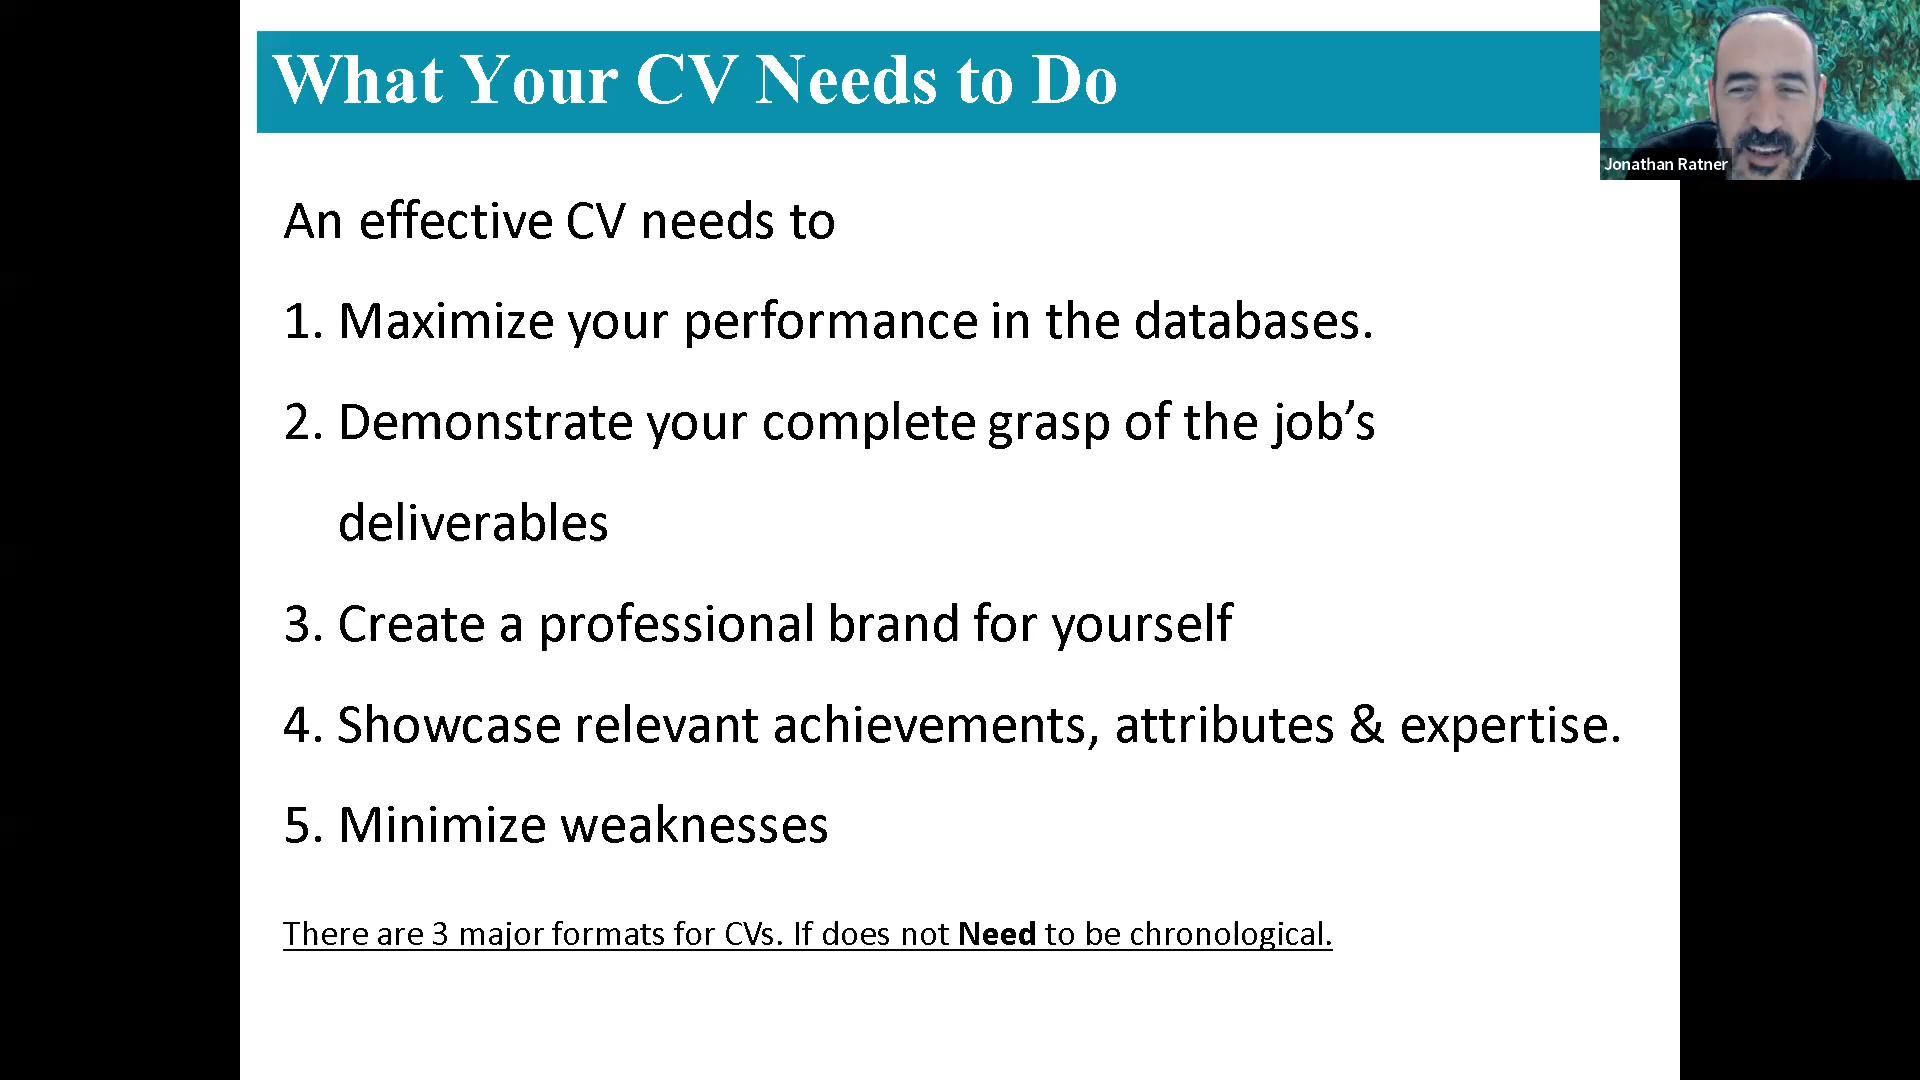 What Your CV Needs to Do
Jonathan Ratner
An effective CV needs to
1. Maximize your performance in the databases.
2. Demonstrate your complete grasp of the job’s
deliverables
3. Create a professional brand for yourself
4. Showcase relevant achievements, attributes & expertise.
5. Minimize weaknesses
There are 3 major formats for CVs. If does not Need to be chronological.